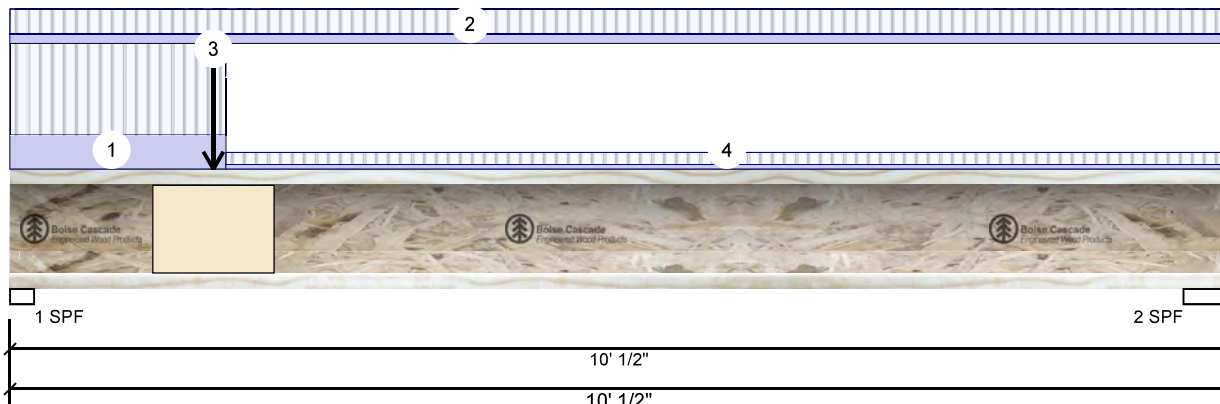 2
3
1
4
Boise Cascade
Engineered Wood Products
Boise Cascade
Engineered Wood Products
Boise Cascade
Engineered Wood Products
1 SPF
2 SPF
10' 1/2"
10' 1/2"